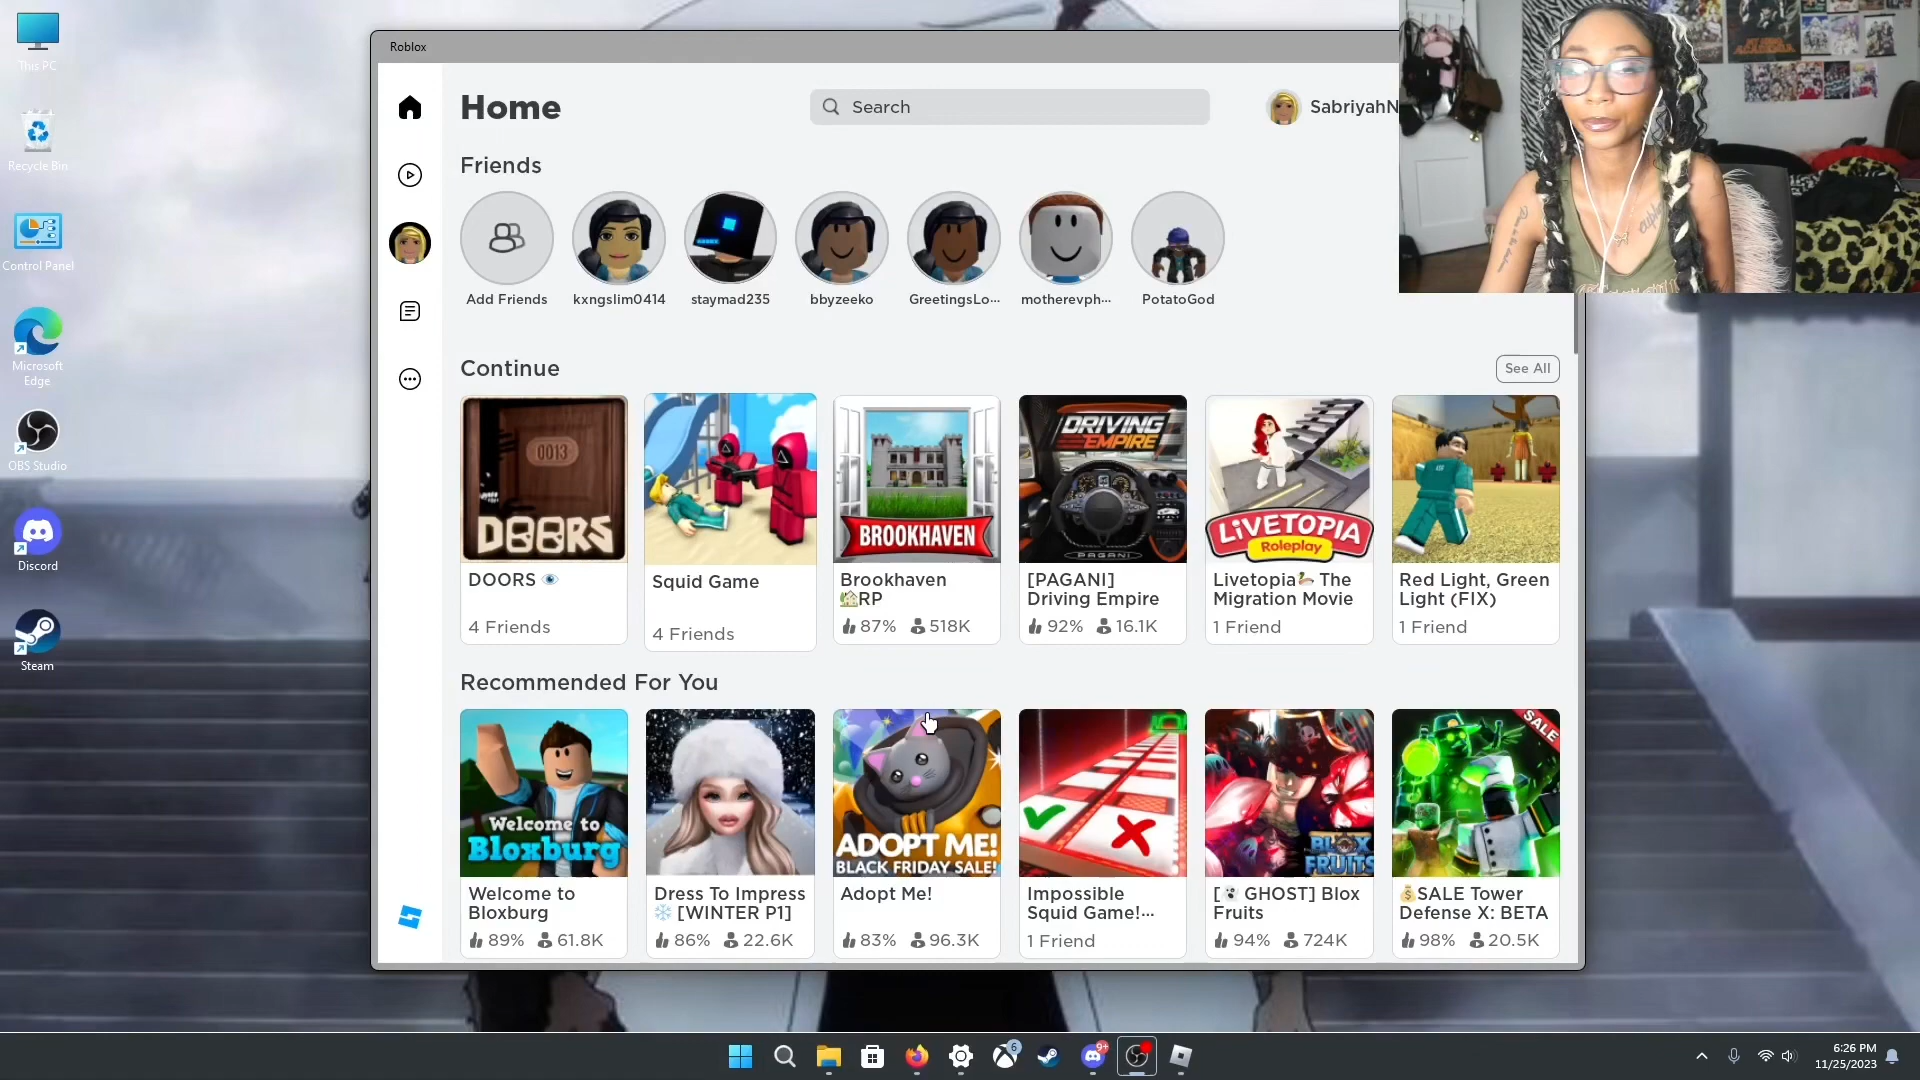 This PC
Recycle Bin
Control Panel
Microsoft
Edge
OBS Studio
Discord
Steam
Roblox
Home
Search
SabriyahN
Friends
Add Friends
kxngslim0414
staymad235
bbyzeeko
GreetingsLo...
motherevph...
PotatoGod
Continue
See All
0013
DOORS
DOORS
4 Friends
Squid Game
4 Friends
BROOKHAVEN
Brookhaven
RP
87% 518K
DRIVING
EMPIRE
PAGANI
[PAGANI]
Driving Empire
92% 16.1K
LIVETOPIA
Roleplay
Livetopia The
Migration Movie
1 Friend
Red Light, Green
Light (FIX)
1 Friend
Recommended For You
Welcome to
Bloxburg
Welcome to
Bloxburg
89% 61.8K
Dress To Impress
[WINTER P1]
86% 22.6K
ADOPT ME!
BLACK FRIDAY SALE!
Adopt Me!
83% 96.3K
Impossible
Squid Game!...
1 Friend
BLOX
FRUITS
[ GHOST] Blox
Fruits
94% 724K
SALE
SALE Tower
Defense X: BETA
98% 20.5K
6
9+
6:26 PM
11/25/2023